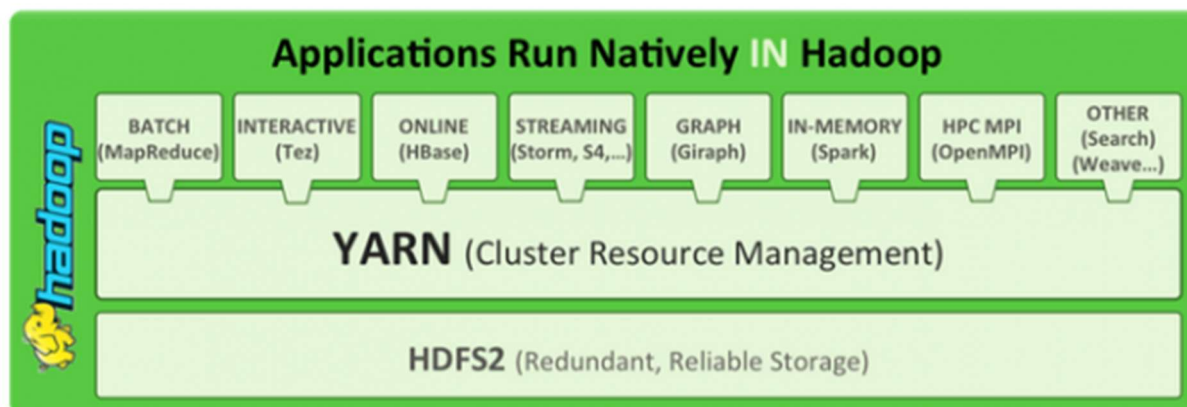 Applications Run Natively IN Hadoop
hadoop
BATCH
(MapReduce)
INTERACTIVE
(Tez)
ONLINE
(HBase)
STREAMING
(Storm, S4,...)
GRAPH
(Giraph)
IN-MEMORY
(Spark)
HPC MPI
(OpenMPI)
OTHER
(Search)
(Weave...)
YARN (Cluster Resource Management)
HDFS2 (Redundant, Reliable Storage)